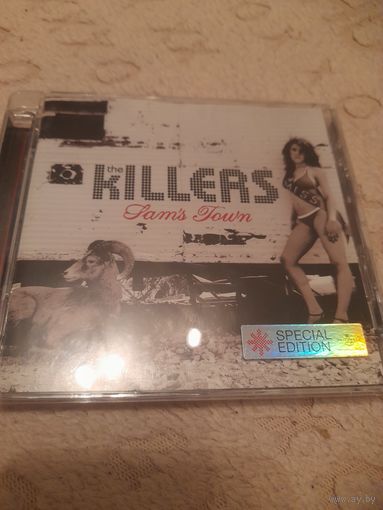 the
KILLERS
Sam's Town
SPECIAL
EDITION
www.ay.by